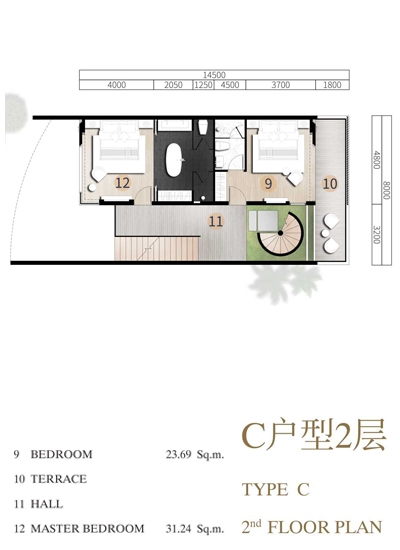 14500
4000 2050 1250 4500 3700 1800
12 9 10
11
4800
3200
8000
C户型2层
9 BEDROOM 23.69 Sq.m.
10 TERRACE
11 HALL
12 MASTER BEDROOM 31.24 Sq.m.
TYPE C
2nd FLOOR PLAN